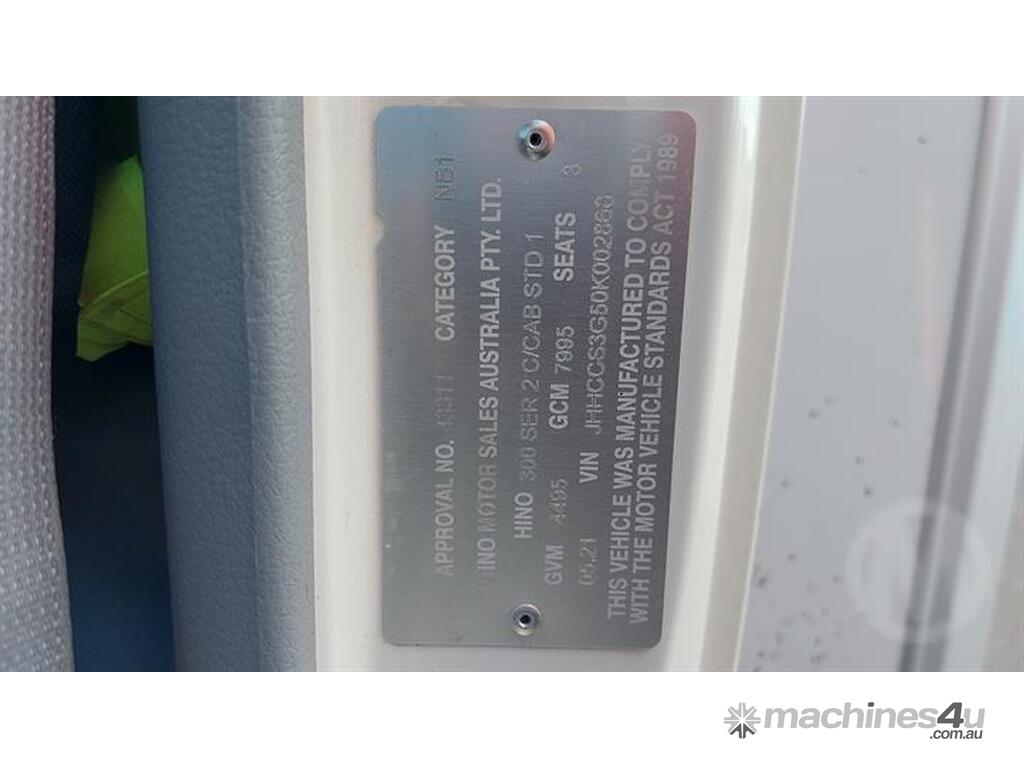 APPROVAL NO. CATEGORY NB1
HINO MOTOR SALES AUSTRALIA PTY. LTD.
HINO 300 SER 2 C/CAB STD 1
GVM 4495 GCM 7995 SEATS 3
05.21 VIN
THIS VEHICLE WAS MANUFACTURED TO COMPLY
WITH THE MOTOR VEHICLE STANDARDS ACT 1989
machines4u
.com.au